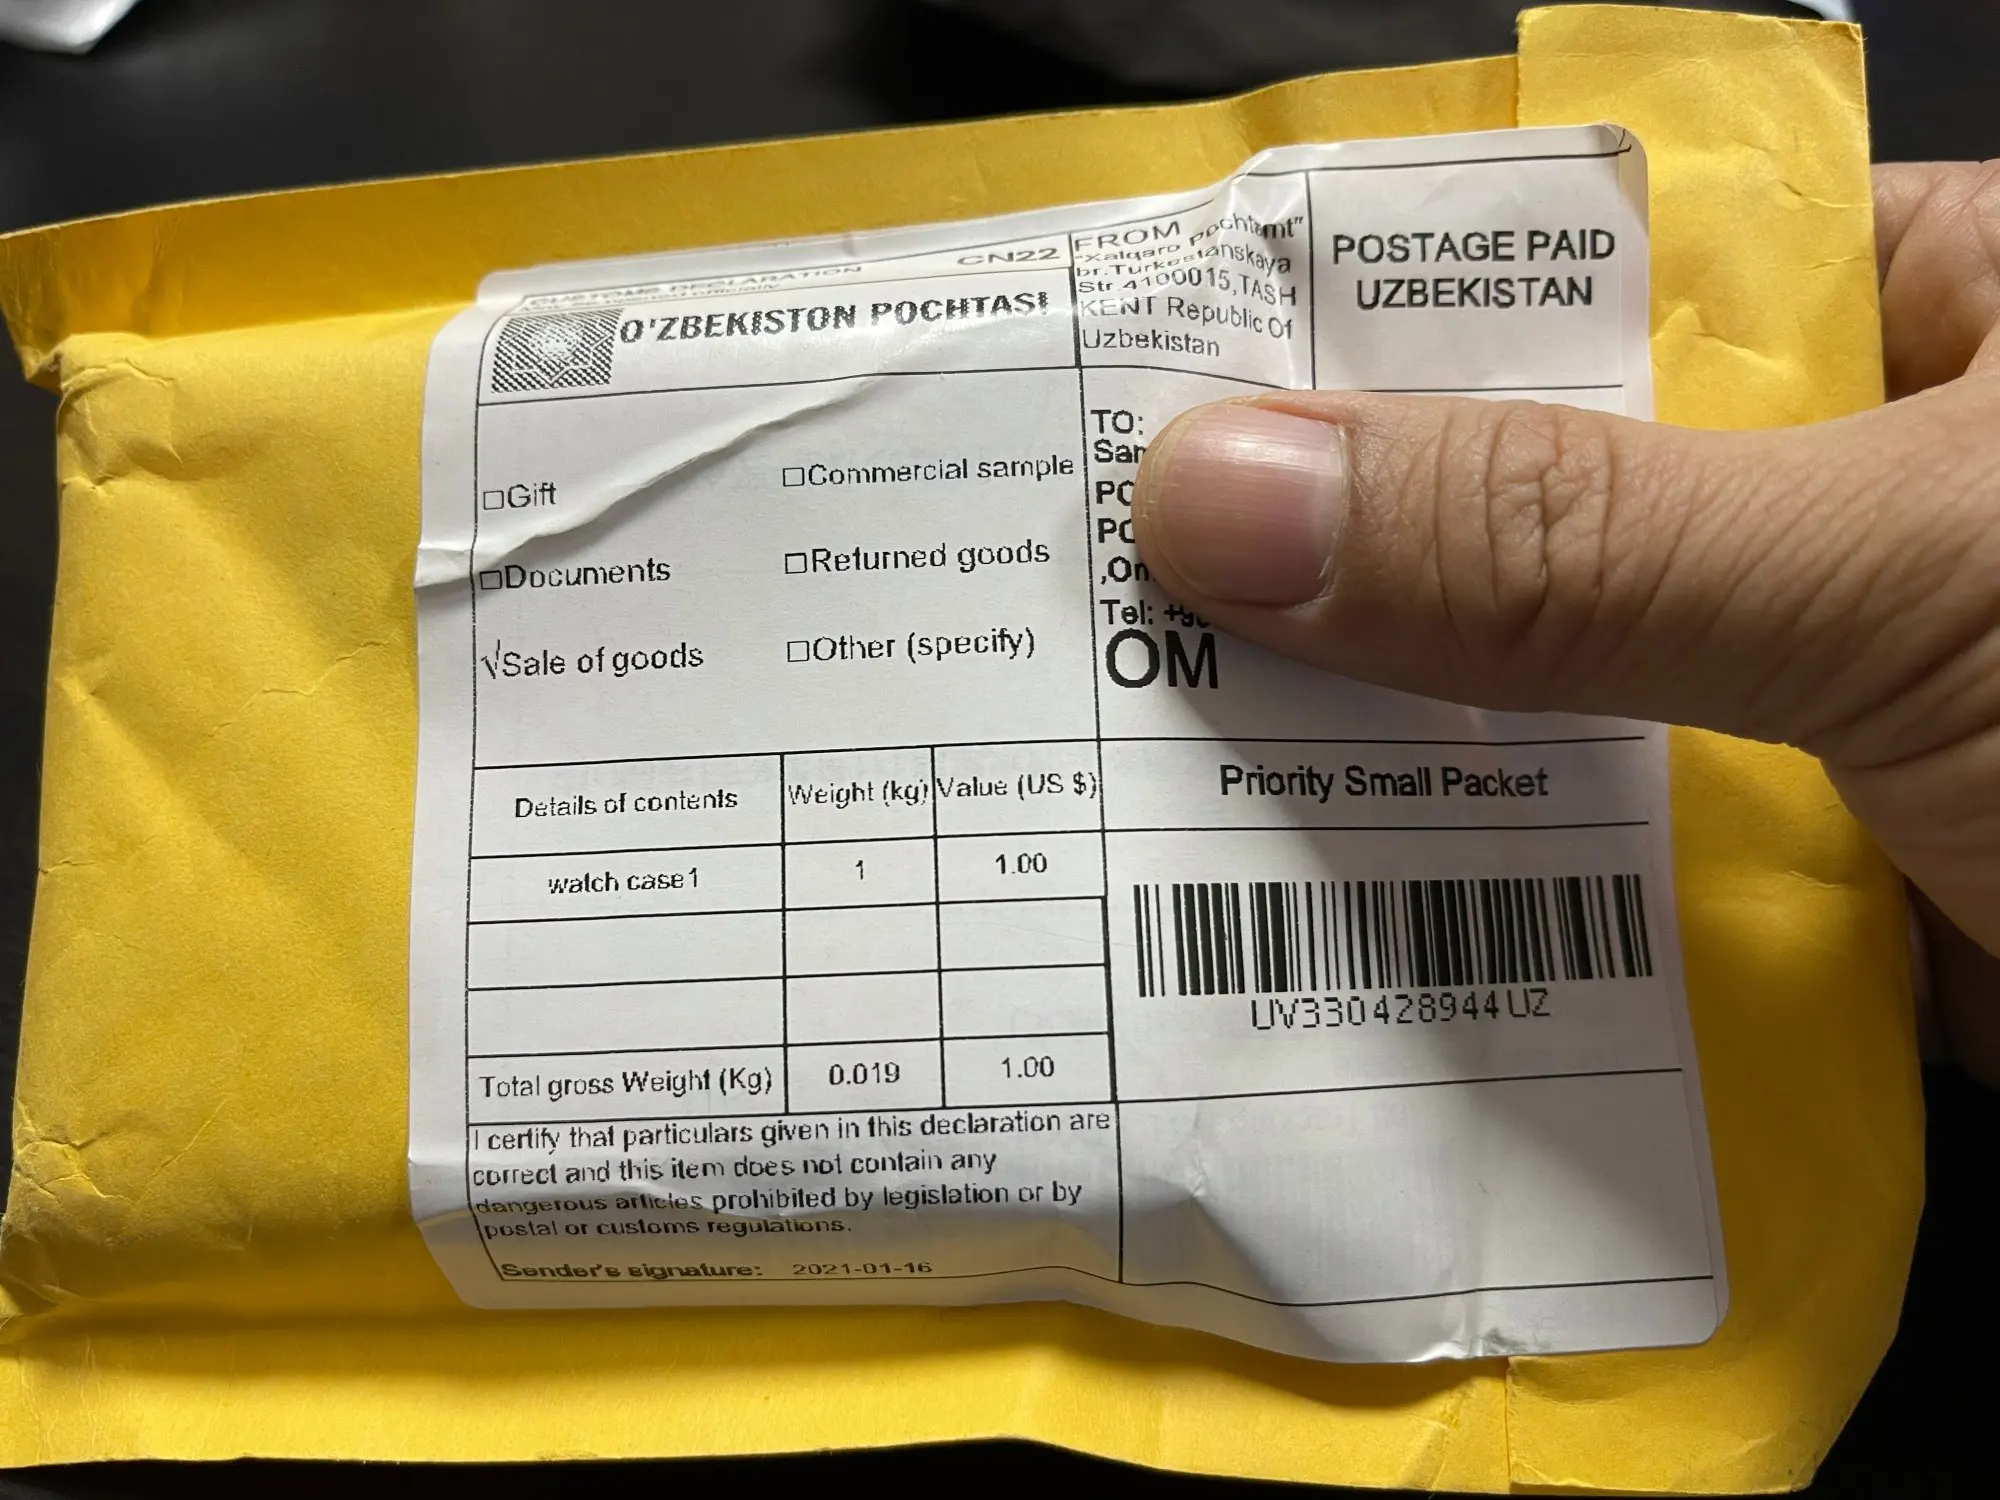 CUSTOMS DECLARATION
CN22
May be opened officially
O'ZBEKISTON POCHTASI
FROM
"Xalqaro pochtamt"
br.Turkestanskaya
Str.4100015,TASH
KENT Republic Of
Uzbekistan
POSTAGE PAID
UZBEKISTAN
□Gift
□Commercial sample
□Documents
□Returned goods
√Sale of goods
□Other (specify)
TO:
Tel:
OM
Details of contents
Weight (kg)
Value (US $)
watch case1
1
1.00
Total gross Weight (Kg)
0.019
1.00
I certify that particulars given in this declaration are
correct and this item does not contain any
dangerous articles prohibited by legislation or by
postal or customs regulations.
Sender's signature: 2021-01-16
Priority Small Packet
UV330428944UZ